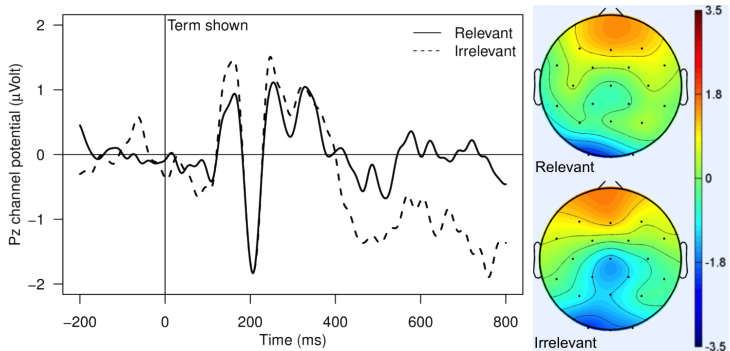 Term shown
Relevant
Irrelevant
Pz channel potential (µVolt)
2
1
0
−1
−2
−200
0
200
400
600
800
Time (ms)
Relevant
Irrelevant
3.5
1.8
0
-1.8
-3.5